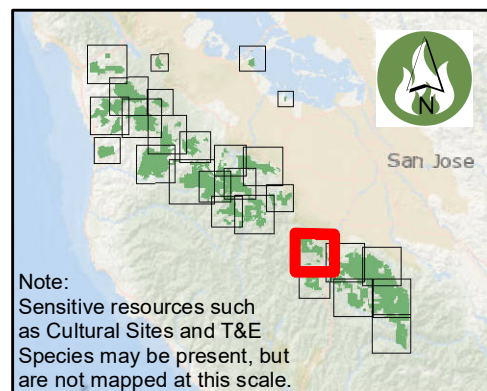 N
San Jose
Note:
Sensitive resources such
as Cultural Sites and T&E
Species may be present, but
are not mapped at this scale.